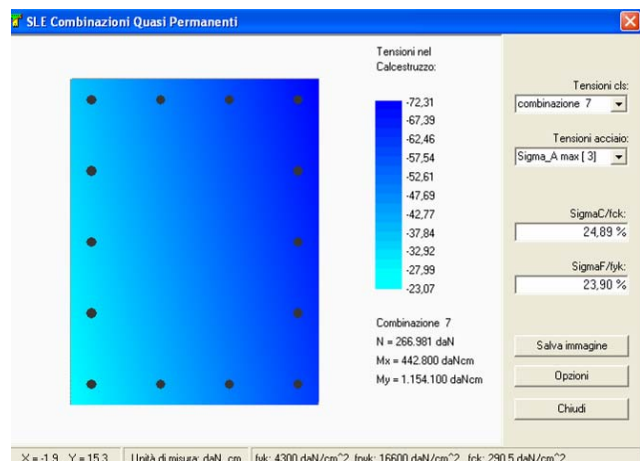 SLE Combinazioni Quasi Permanenti
Tensioni nel
Calcestruzzo:
-72,31
-67,39
-62,46
-57,54
-52,61
-47,69
-42,77
-37,84
-32,92
-27,99
-23,07
Combinazione 7
N = 266.981 daN
Mx = 442.800 daNcm
My = 1.154.100 daNcm
Tensioni cls:
combinazione 7
Tensioni acciaio:
Sigma_A max [ 3]
SigmaC/fck:
24,89 %
SigmaF/fyk:
23,90 %
Salva immagine
Opzioni
Chiudi
X = -1,9 Y = 15,3 Unità di misura: daN, cm fyk: 4300 daN/cm^2 fpyk: 16600 daN/cm^2 fck: 290,5 daN/cm^2